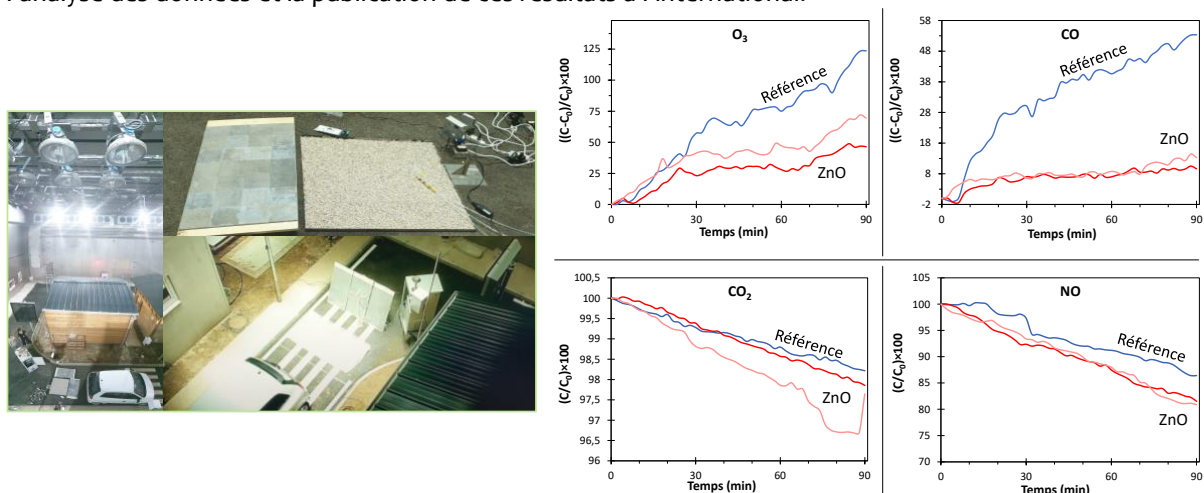 l'analyse des données et la publication de ces résultats à l'international.
O3
Référence
ZnO
((C-C0)/C0)×100
0
25
50
75
100
125
0
30
60
90
Temps (min)
CO
Référence
ZnO
((C-C0)/C0)×100
-2
8
18
28
38
48
58
0
30
60
90
Temps (min)
CO2
Référence
ZnO
(C/C0)×100
96
96,5
97
97,5
98
98,5
99
99,5
100
100,5
0
30
60
90
Temps (min)
NO
Référence
ZnO
(C/C0)×100
70
75
80
85
90
95
100
105
0
30
60
90
Temps (min)